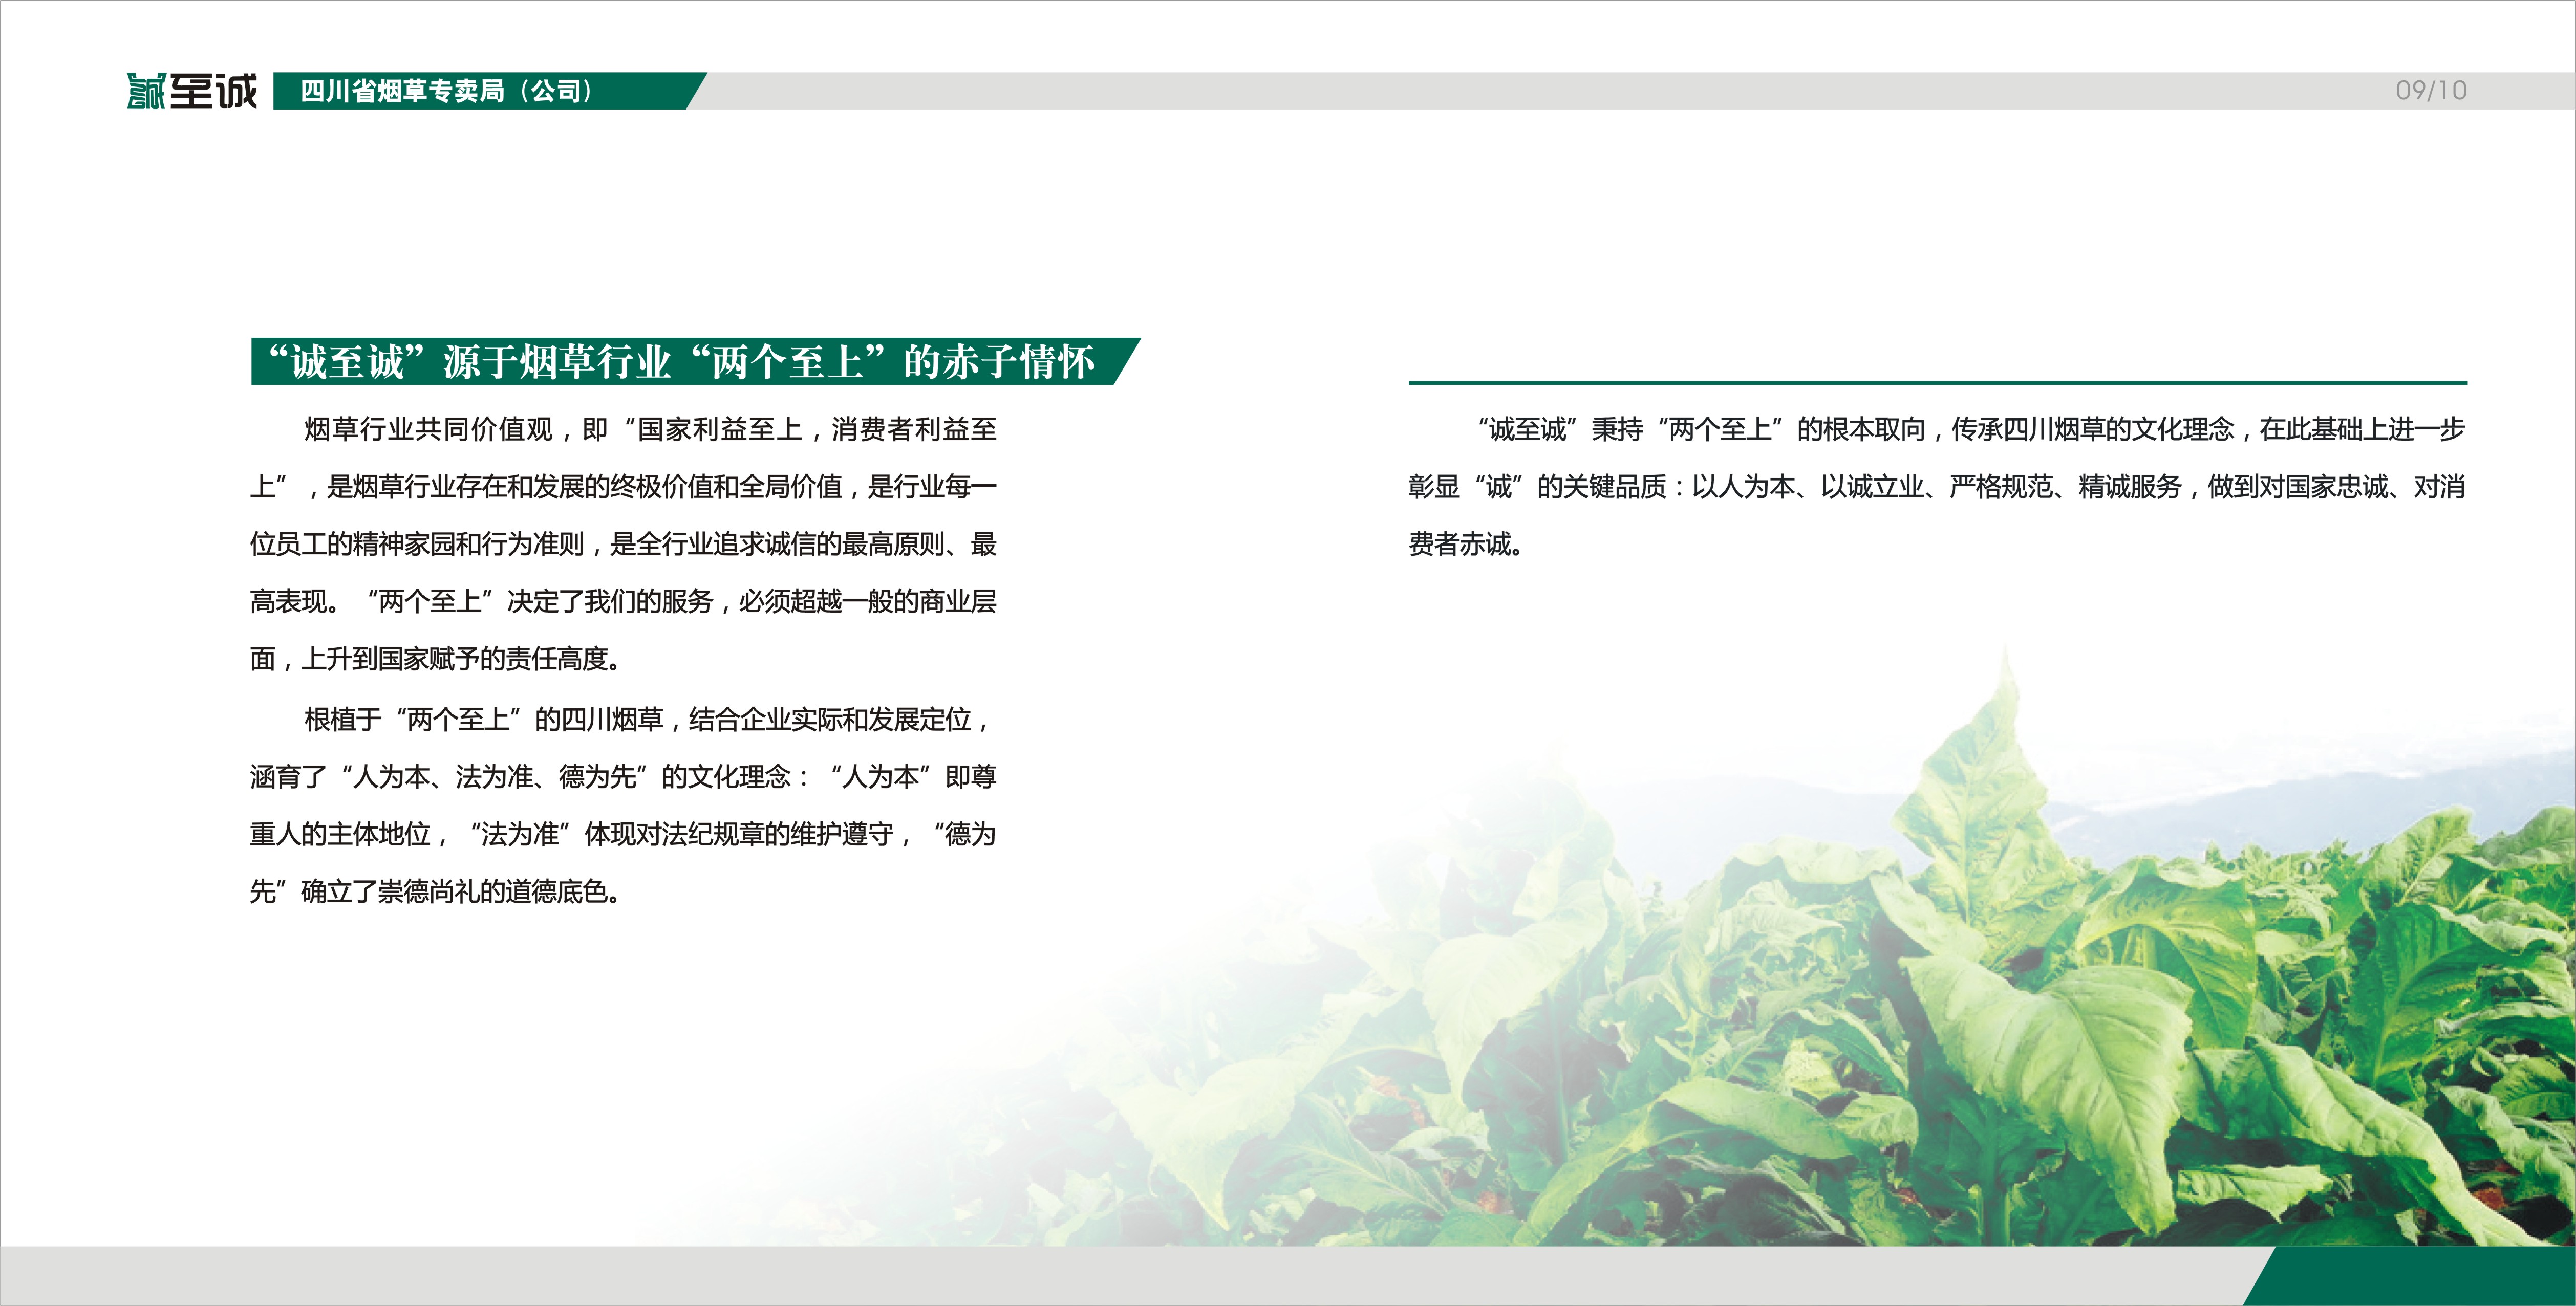 誠至诚 四川省烟草专卖局（公司） 09/10
“诚至诚”源于烟草行业“两个至上”的赤子情怀
烟草行业共同价值观，即“国家利益至上，消费者利益至
上”，是烟草行业存在和发展的终极价值和全局价值，是行业每一
位员工的精神家园和行为准则，是全行业追求诚信的最高原则、最
高表现。“两个至上”决定了我们的服务，必须超越一般的商业层
面，上升到国家赋予的责任高度。
根植于“两个至上”的四川烟草，结合企业实际和发展定位，
涵育了“人为本、法为准、德为先”的文化理念：“人为本”即尊
重人的主体地位，“法为准”体现对法纪规章的维护遵守，“德为
先”确立了崇德尚礼的道德底色。
“诚至诚”秉持“两个至上”的根本取向，传承四川烟草的文化理念，在此基础上进一步
彰显“诚”的关键品质：以人为本、以诚立业、严格规范、精诚服务，做到对国家忠诚、对消
费者赤诚。